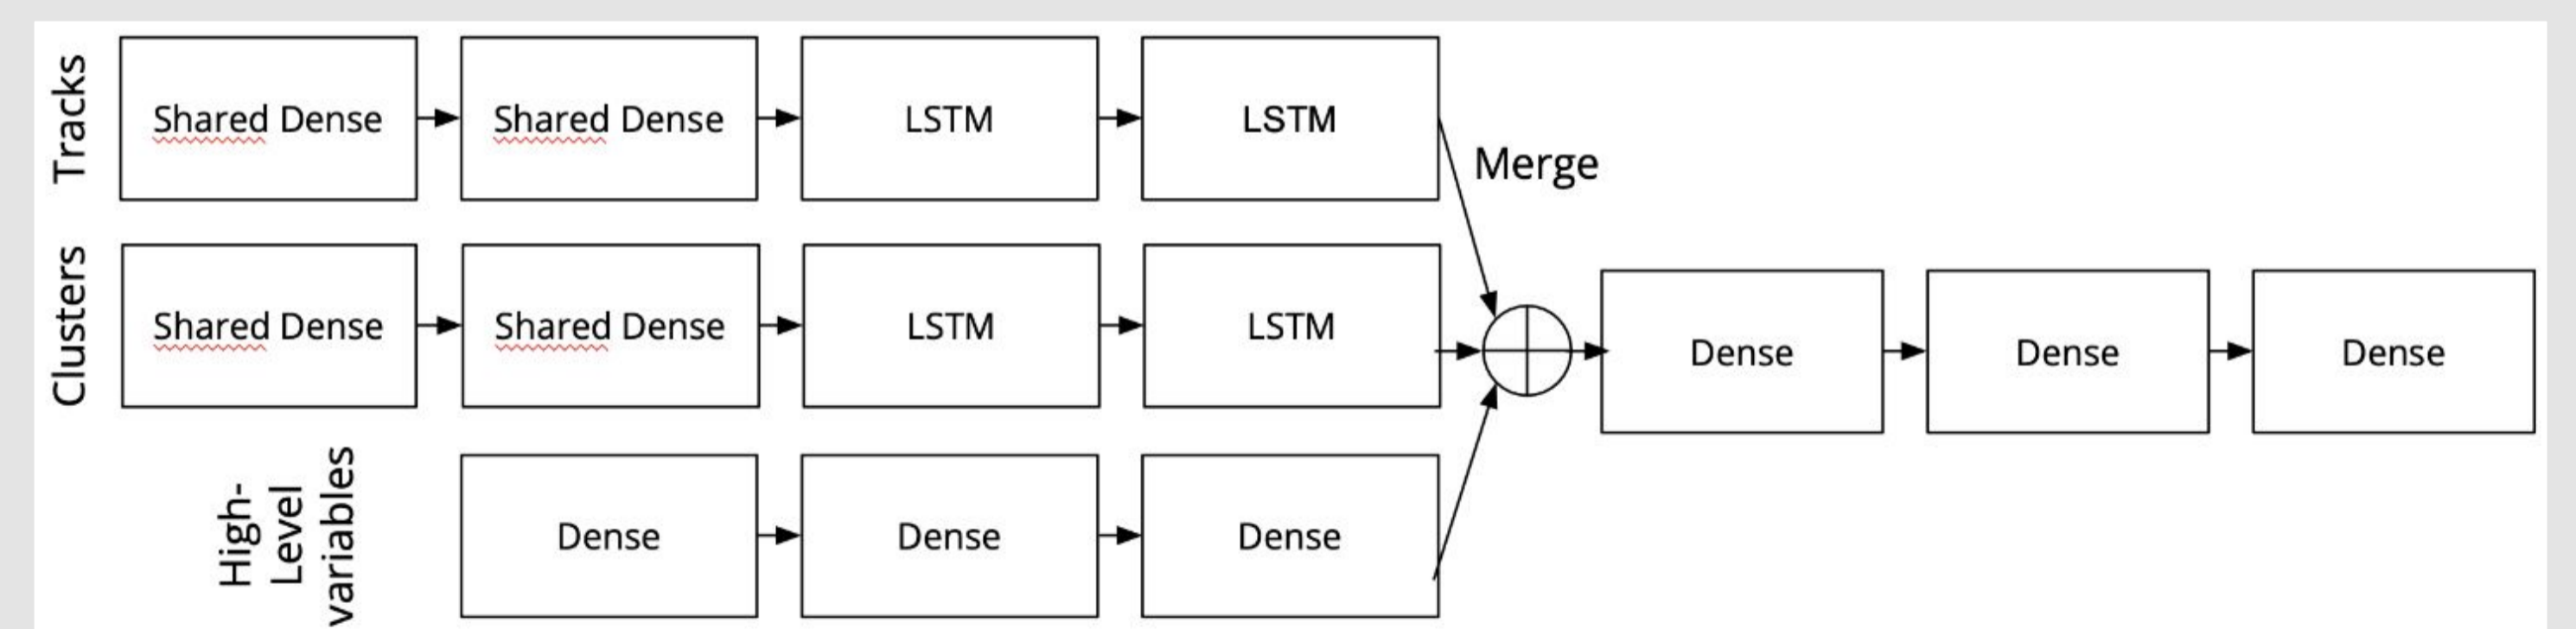 Tracks
Shared Dense
Shared Dense
LSTM
LSTM
Merge
Clusters
Shared Dense
Shared Dense
LSTM
LSTM
Dense
Dense
Dense
High-
Level
variables
Dense
Dense
Dense